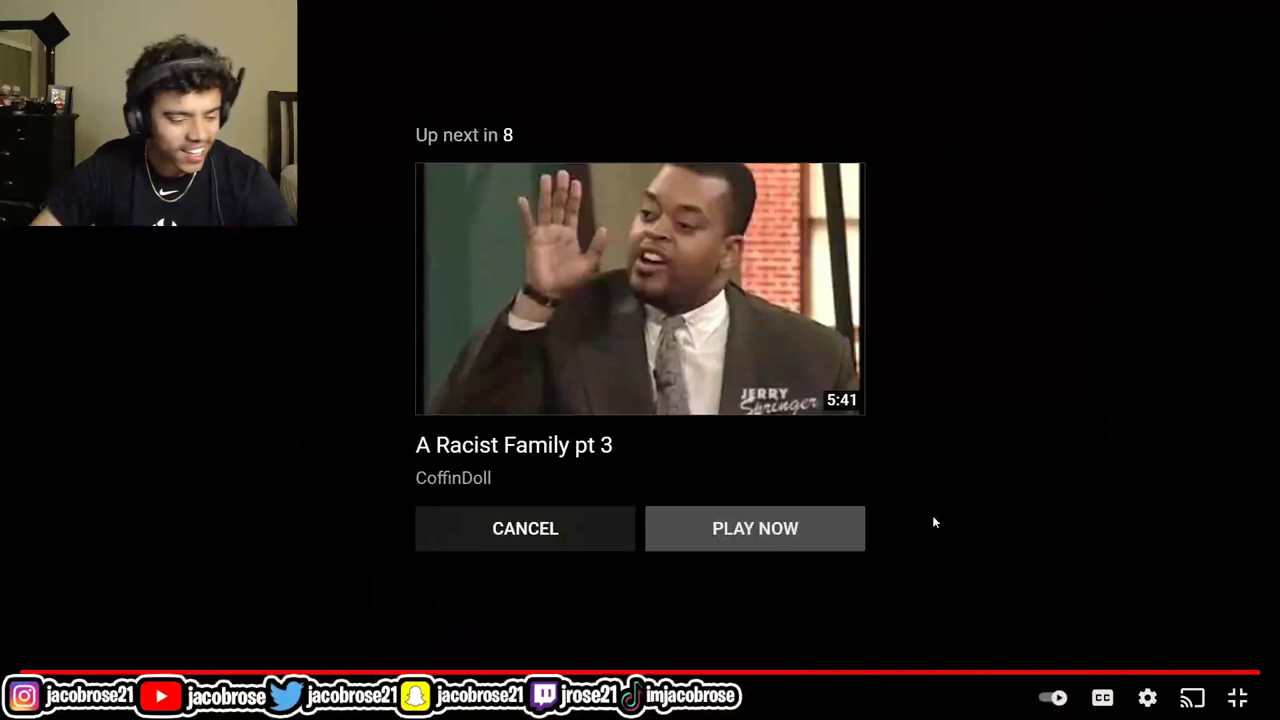 Up next in 8
JERRY
Springer
5:41
A Racist Family pt 3
CoffinDoll
CANCEL
PLAY NOW
jacobrose21
jacobrose
jacobrose21
jacobrose21
jrose21
imjacobrose
CC